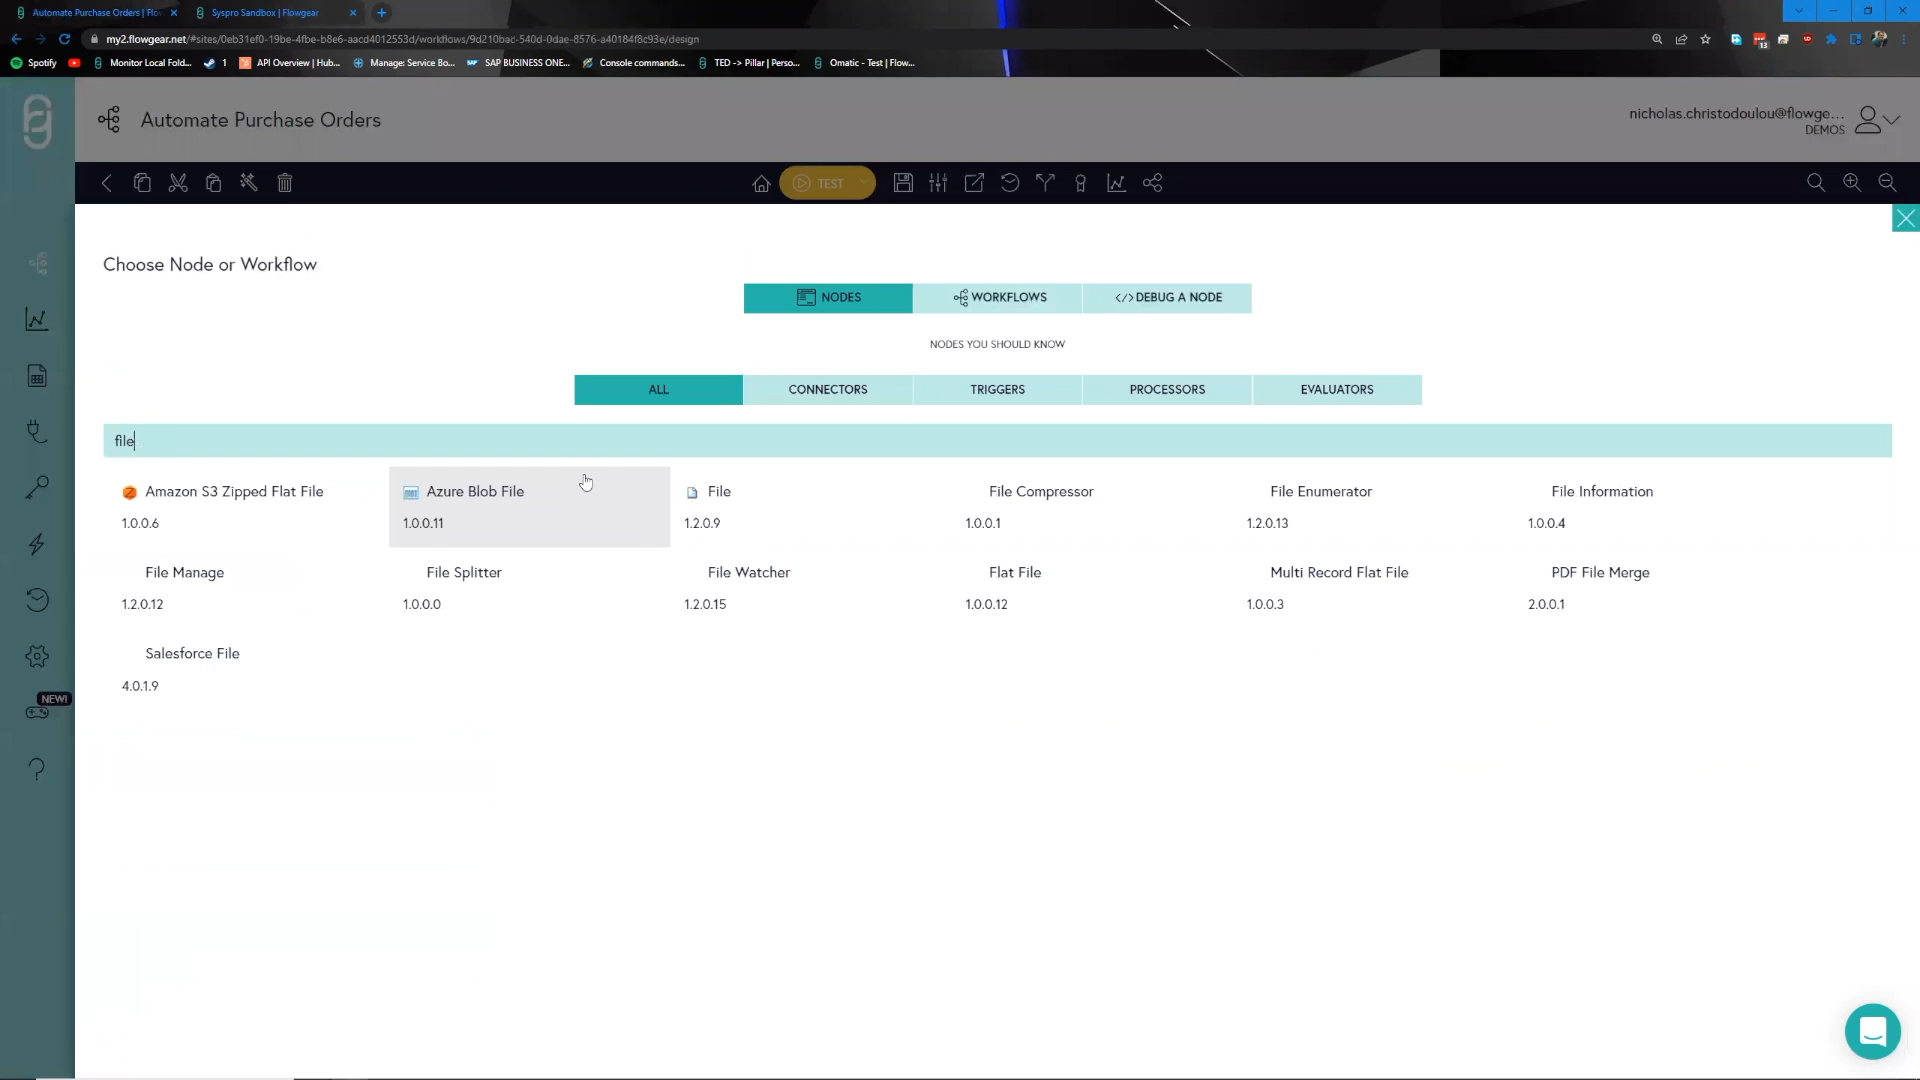 Automate Purchase Orders | Flo
Syspro Sandbox | Flowgear
my2.flowgear.net/#sites/0eb31ef0-19be-4fbe-b8e6-aacd4012553d/workflows/9d210bac-540d-0dae-8576-a40184f8c93e/design
13
Spotify
Monitor Local Fold...
1
API Overview | Hub...
Manage: Service Bo...
SAP BUSINESS ONE...
Console commands...
TED -> Pillar | Perso...
Omatic - Test | Flow...
Automate Purchase Orders
nicholas.christodoulou@flowge...
DEMOS
TEST
Choose Node or Workflow
NODES
WORKFLOWS
</> DEBUG A NODE
NODES YOU SHOULD KNOW
ALL
CONNECTORS
TRIGGERS
PROCESSORS
EVALUATORS
file
Amazon S3 Zipped Flat File
1.0.0.6
Azure Blob File
1.0.0.11
File
1.2.0.9
File Compressor
1.0.0.1
File Enumerator
1.2.0.13
File Information
1.0.0.4
File Manage
1.2.0.12
File Splitter
1.0.0.0
File Watcher
1.2.0.15
Flat File
1.0.0.12
Multi Record Flat File
1.0.0.3
PDF File Merge
2.0.0.1
Salesforce File
4.0.1.9
NEW!